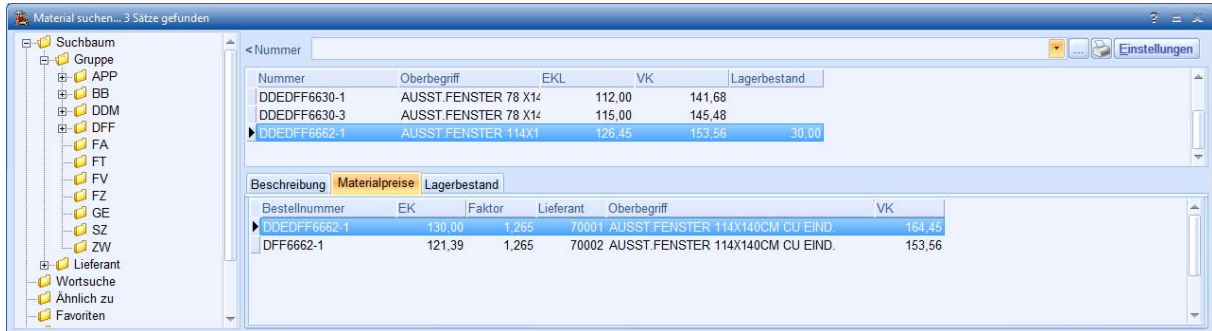 Material suchen... 3 Sätze gefunden
Suchbaum
Gruppe
APP
BB
DDM
DFF
FA
FT
FV
FZ
GE
SZ
ZW
Lieferant
Wortsuche
Ähnlich zu
Favoriten
<Nummer ... Einstellungen
Nummer Oberbegriff EKL VK Lagerbestand
DDEDFF6630-1 AUSST.FENSTER 78 X14 112,00 141,68
DDEDFF6630-3 AUSST.FENSTER 78 X14 115,00 145,48
DDEDFF6662-1 AUSST.FENSTER 114X1 126,45 153,56 30,00
Beschreibung Materialpreise Lagerbestand
Bestellnummer EK Faktor Lieferant Oberbegriff VK
DDEDFF6662-1 130,00 1,265 70001 AUSST.FENSTER 114X140CM CU EIND. 164,45
DFF6662-1 121,39 1,265 70002 AUSST.FENSTER 114X140CM CU EIND. 153,56